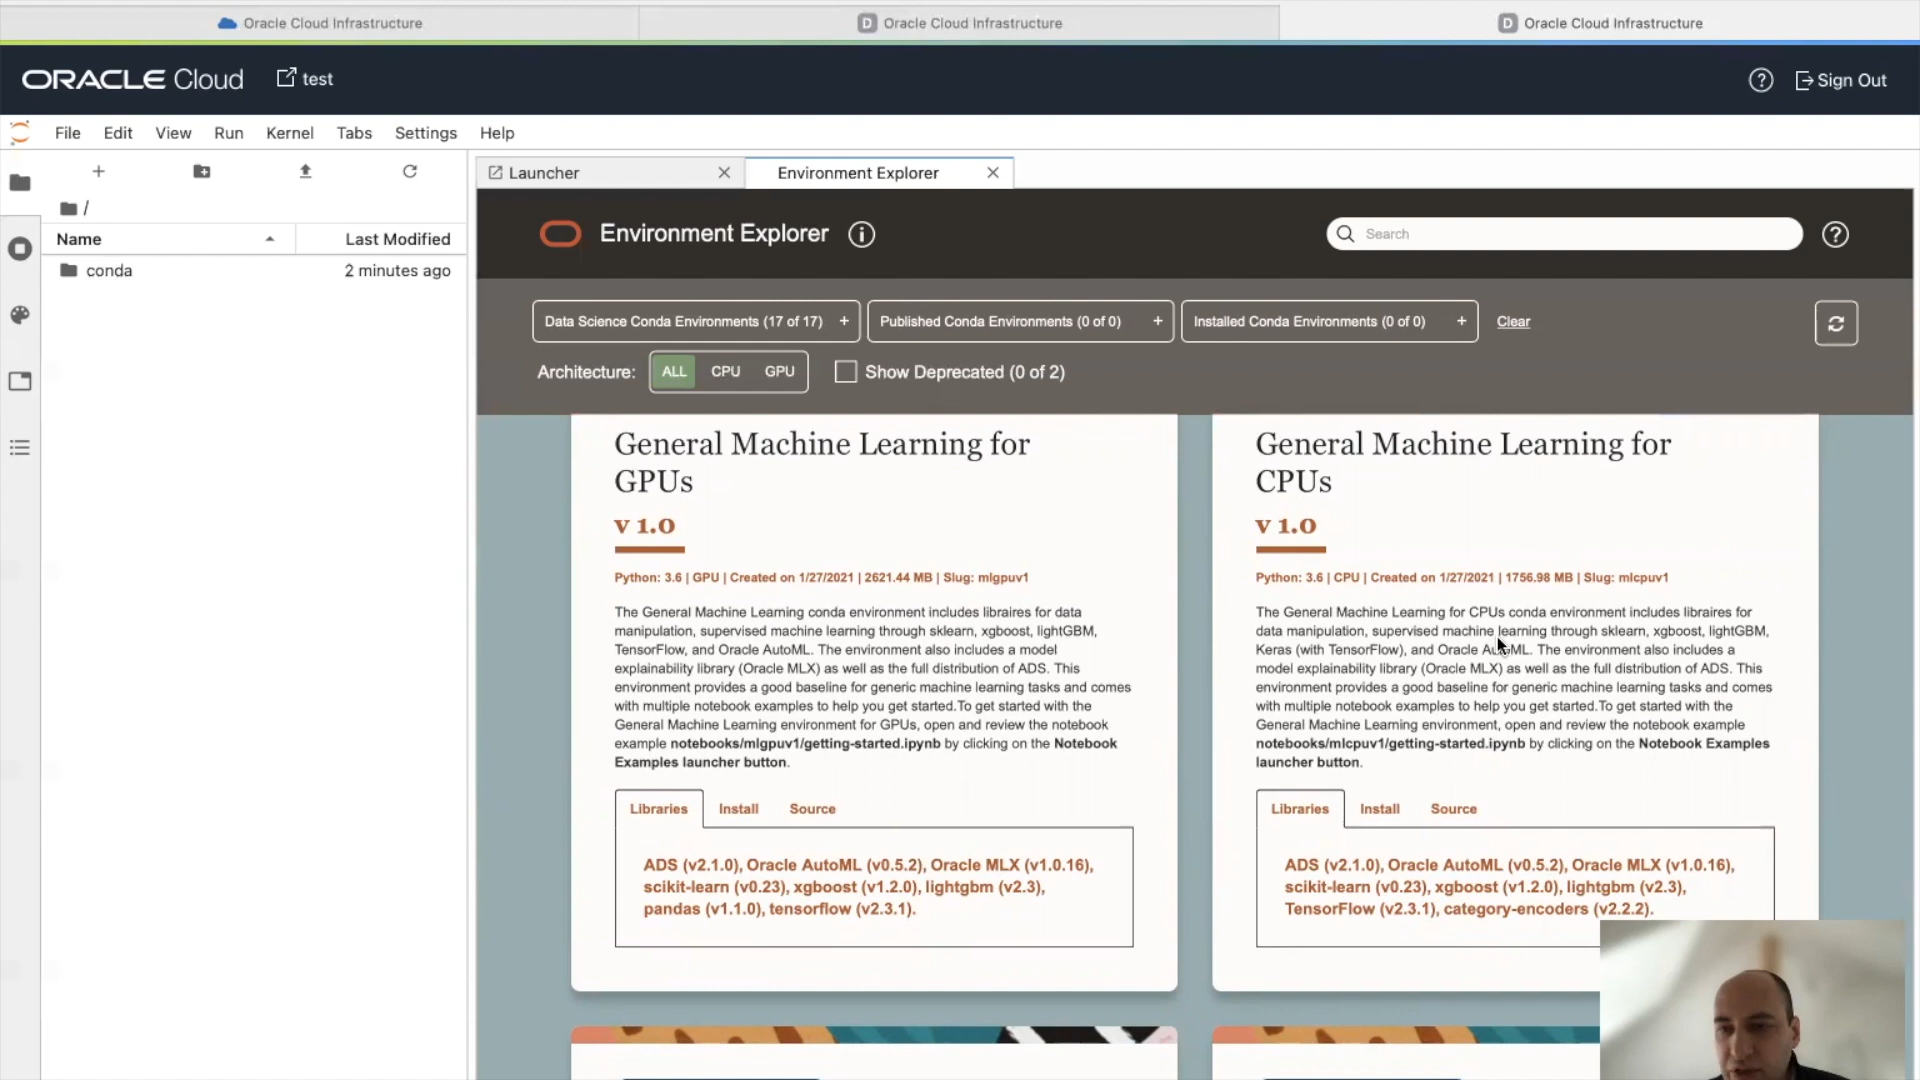 Oracle Cloud Infrastructure
D Oracle Cloud Infrastructure
D Oracle Cloud Infrastructure
ORACLE Cloud test
? Sign Out
File Edit View Run Kernel Tabs Settings Help
Launcher
Environment Explorer
/
Name Last Modified
conda 2 minutes ago
Environment Explorer i
Search
?
Data Science Conda Environments (17 of 17) +
Published Conda Environments (0 of 0) +
Installed Conda Environments (0 of 0) +
Clear
Architecture: ALL CPU GPU Show Deprecated (0 of 2)
General Machine Learning for
GPUs
v 1.0
Python: 3.6 | GPU | Created on 1/27/2021 | 2621.44 MB | Slug: mlgpuv1
The General Machine Learning conda environment includes libraires for data
manipulation, supervised machine learning through sklearn, xgboost, lightGBM,
TensorFlow, and Oracle AutoML. The environment also includes a model
explainability library (Oracle MLX) as well as the full distribution of ADS. This
environment provides a good baseline for generic machine learning tasks and comes
with multiple notebook examples to help you get started.To get started with the
General Machine Learning environment for GPUs, open and review the notebook
example notebooks/mlgpuv1/getting-started.ipynb by clicking on the Notebook
Examples launcher button.
Libraries Install Source
ADS (v2.1.0), Oracle AutoML (v0.5.2), Oracle MLX (v1.0.16),
scikit-learn (v0.23), xgboost (v1.2.0), lightgbm (v2.3),
pandas (v1.1.0), tensorflow (v2.3.1).
General Machine Learning for
CPUs
v 1.0
Python: 3.6 | CPU | Created on 1/27/2021 | 1756.98 MB | Slug: mlcpuv1
The General Machine Learning for CPUs conda environment includes libraires for
data manipulation, supervised machine learning through sklearn, xgboost, lightGBM,
Keras (with TensorFlow), and Oracle AutoML. The environment also includes a
model explainability library (Oracle MLX) as well as the full distribution of ADS. This
environment provides a good baseline for generic machine learning tasks and comes
with multiple notebook examples to help you get started.To get started with the
General Machine Learning environment, open and review the notebook example
notebooks/mlcpuv1/getting-started.ipynb by clicking on the Notebook Examples
launcher button.
Libraries Install Source
ADS (v2.1.0), Oracle AutoML (v0.5.2), Oracle MLX (v1.0.16),
scikit-learn (v0.23), xgboost (v1.2.0), lightgbm (v2.3),
TensorFlow (v2.3.1), category-encoders (v2.2.2).